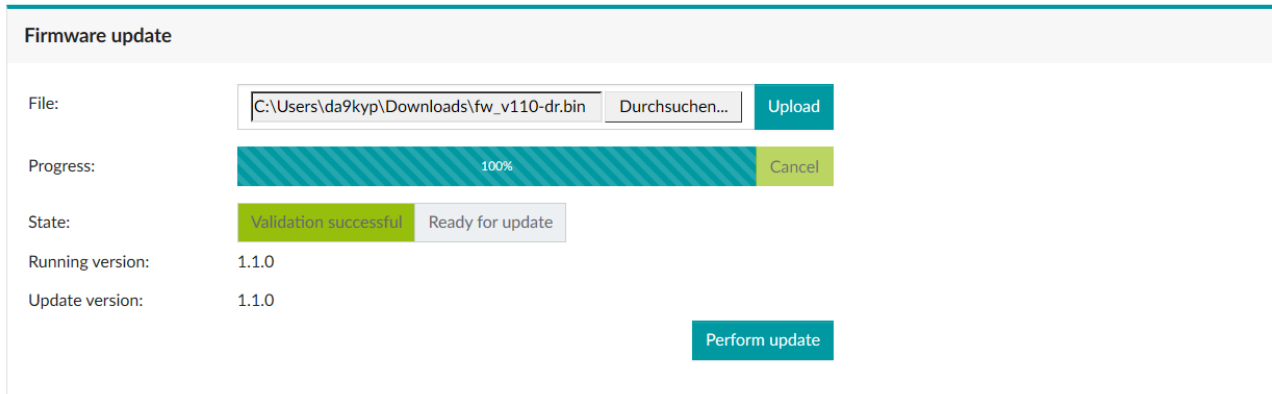 Firmware update
File: C:\Users\da9kyp\Downloads\fw_v110-dr.bin Durchsuchen... Upload
Progress: 100% Cancel
State: Validation successful Ready for update
Running version: 1.1.0
Update version: 1.1.0
Perform update